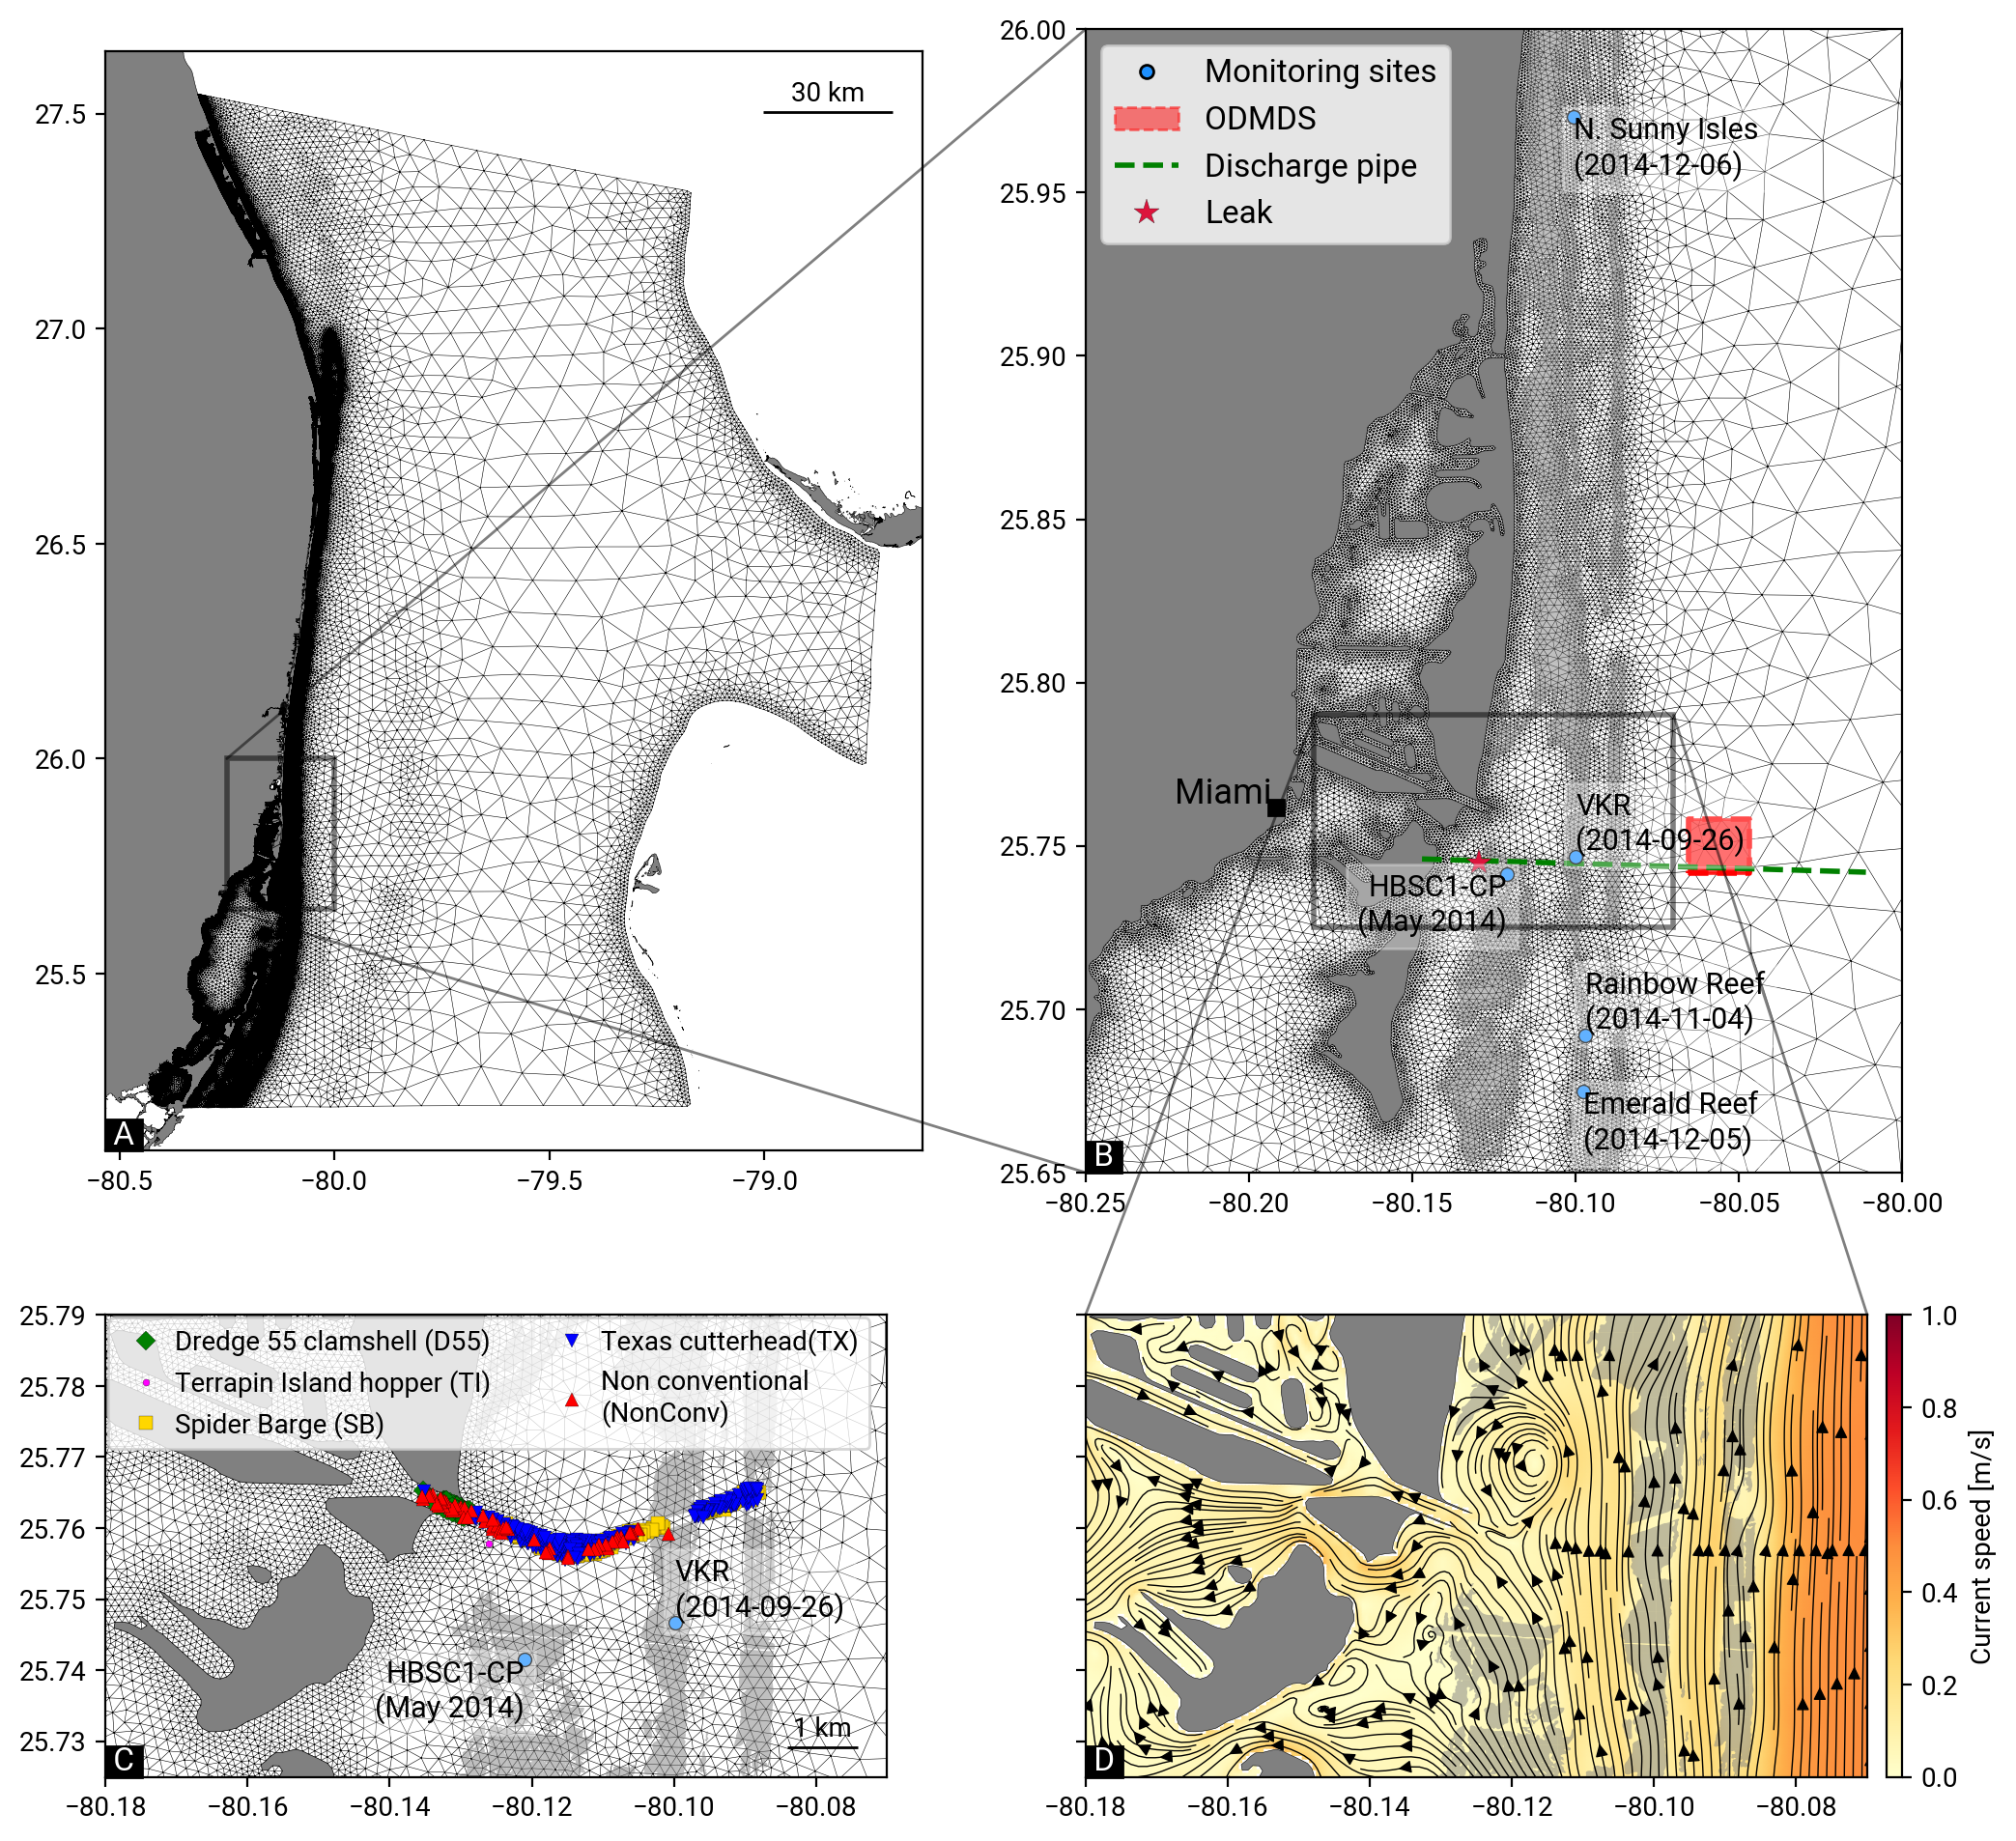 30 km
27.5
27.0
26.5
26.0
25.5
A
−80.5
−80.0
−79.5
−79.0
26.00
25.95
25.90
25.85
25.80
25.75
25.70
25.65
Monitoring sites
ODMDS
Discharge pipe
Leak
N. Sunny Isles
(2014-12-06)
Miami
VKR
(2014-09-26)
HBSC1-CP
(May 2014)
Rainbow Reef
(2014-11-04)
Emerald Reef
(2014-12-05)
B
−80.25
−80.20
−80.15
−80.10
−80.05
−80.00
25.79
25.78
25.77
25.76
25.75
25.74
25.73
Dredge 55 clamshell (D55)
Terrapin Island hopper (TI)
Spider Barge (SB)
Texas cutterhead(TX)
Non conventional
(NonConv)
VKR
(2014-09-26)
HBSC1-CP
(May 2014)
1 km
C
−80.18
−80.16
−80.14
−80.12
−80.10
−80.08
D
−80.18
−80.16
−80.14
−80.12
−80.10
−80.08
1.0
0.8
0.6
0.4
0.2
0.0
Current speed [m/s]